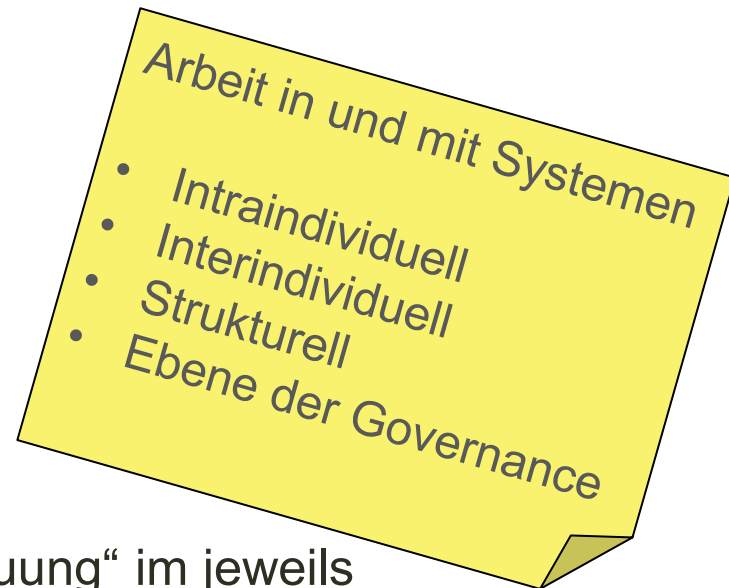 Arbeit in und mit Systemen
• Intraindividuell
• Interindividuell
• Strukturell
• Ebene der Governance
uung“ im jeweils